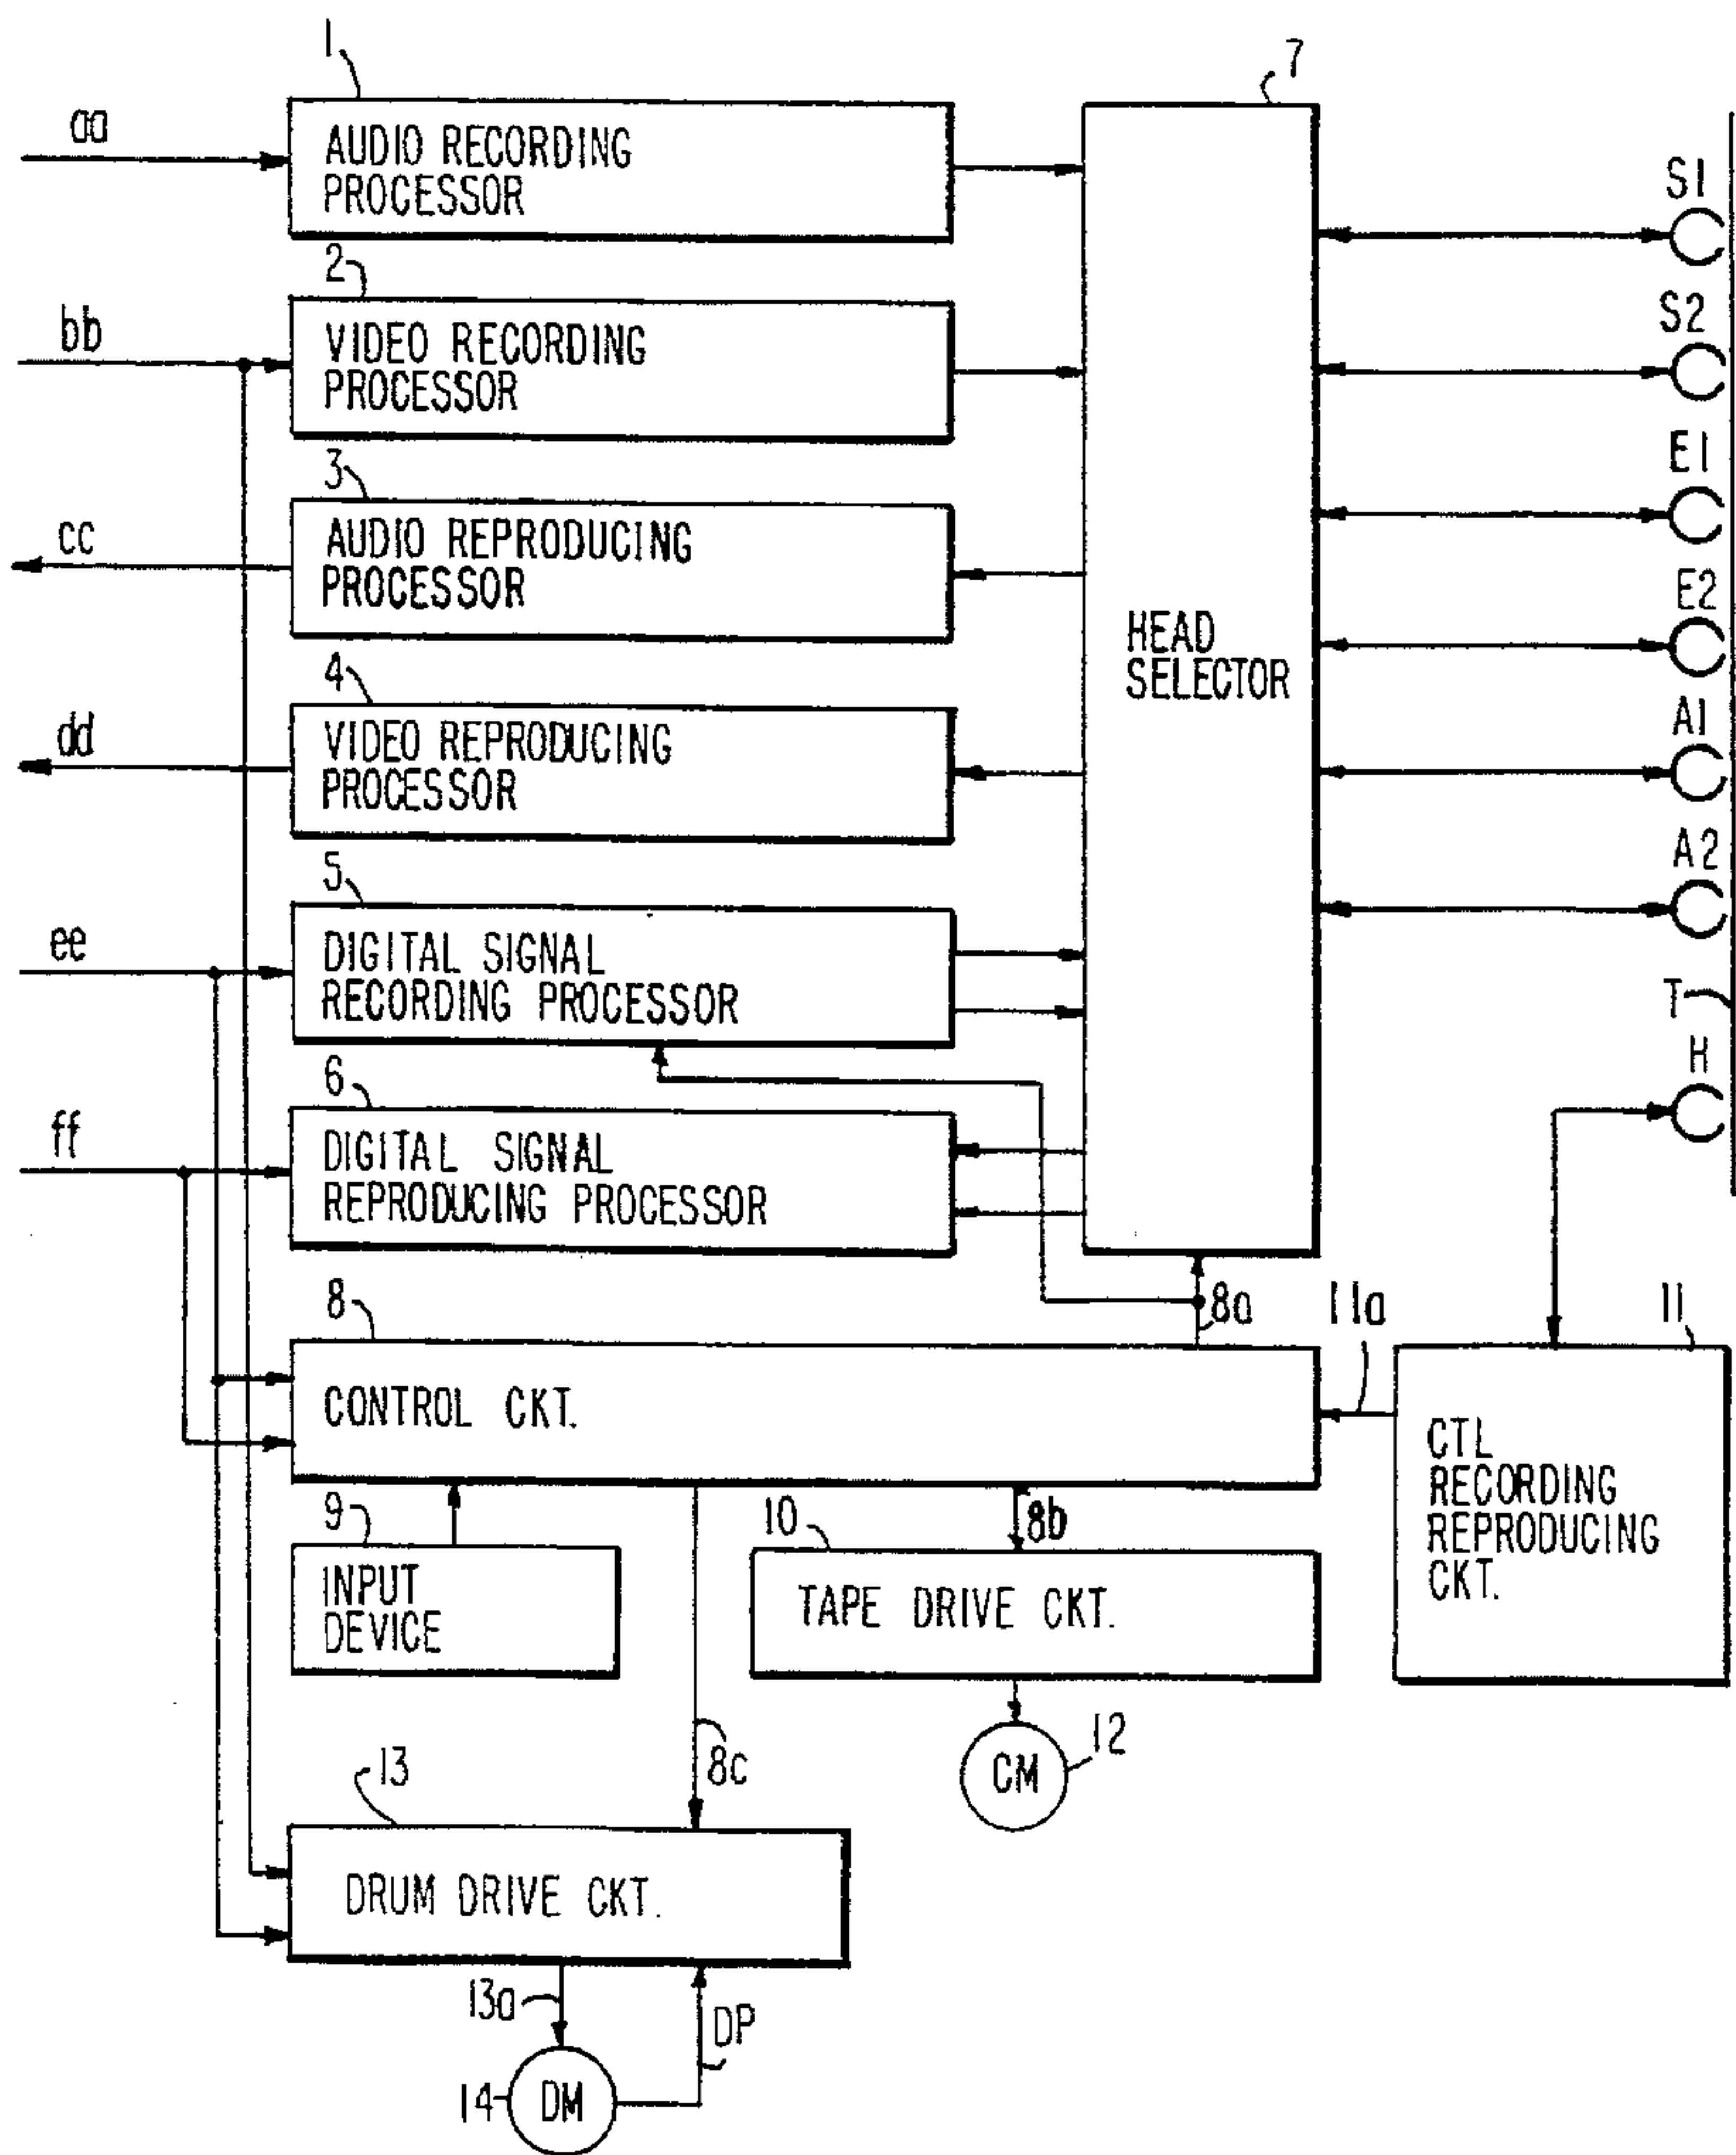 1
7
aa
AUDIO RECORDING
PROCESSOR
S1
2
bb
VIDEO RECORDING
PROCESSOR
S2
3
cc
AUDIO REPRODUCING
PROCESSOR
E1
HEAD
SELECTOR
E2
4
dd
VIDEO REPRODUCING
PROCESSOR
A1
5
ee
DIGITAL SIGNAL
RECORDING PROCESSOR
A2
T
H
6
ff
DIGITAL SIGNAL
REPRODUCING PROCESSOR
8
8a
11a
11
CONTROL CKT.
CTL
RECORDING
REPRODUCING
CKT.
9
8b
10
INPUT
DEVICE
TAPE DRIVE CKT.
12
CM
8c
13
DRUM DRIVE CKT.
13a
DP
14
DM